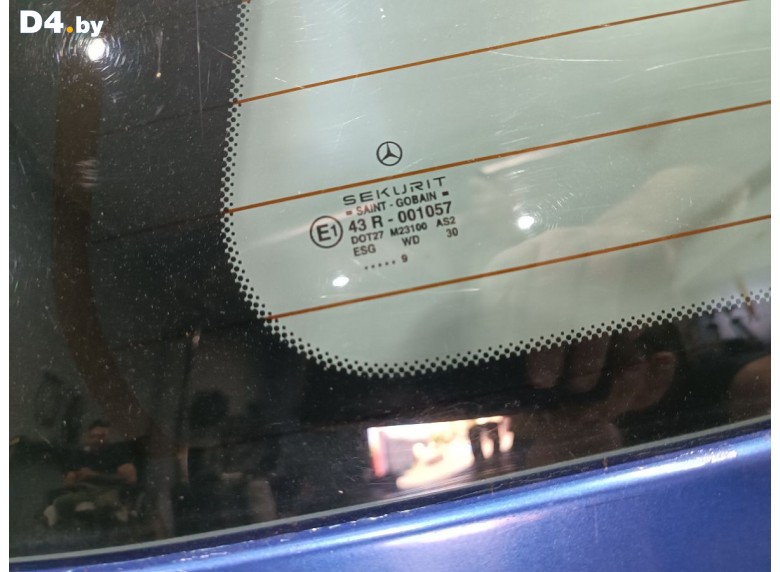 D4.by
SEKURIT
- SAINT - GOBAIN -
E1 43 R - 001057
DOT27 M23100 AS2
ESG WD 30
..... 9